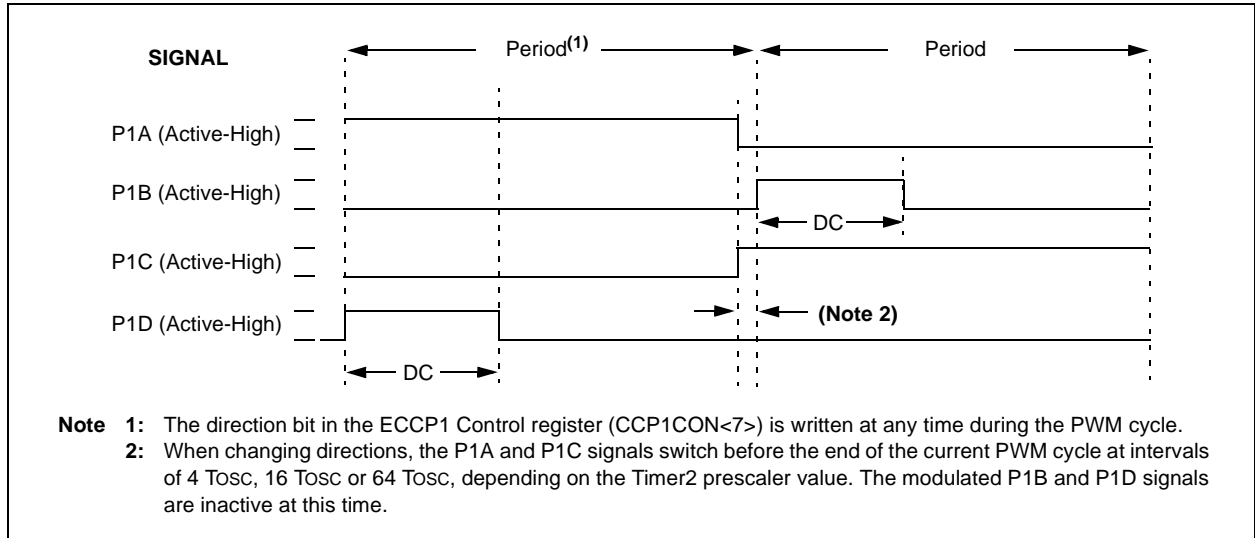 SIGNAL
Period(1)
Period
P1A (Active-High)
P1B (Active-High)
DC
P1C (Active-High)
P1D (Active-High)
(Note 2)
DC
Note 1: The direction bit in the ECCP1 Control register (CCP1CON<7>) is written at any time during the PWM cycle.
2: When changing directions, the P1A and P1C signals switch before the end of the current PWM cycle at intervals
of 4 TOSC, 16 TOSC or 64 TOSC, depending on the Timer2 prescaler value. The modulated P1B and P1D signals
are inactive at this time.